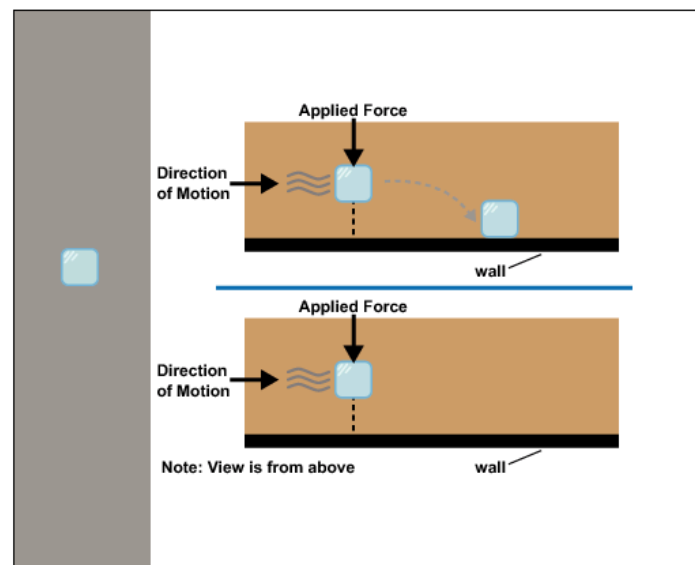 Applied Force
Direction
of Motion
wall
Applied Force
Direction
of Motion
Note: View is from above
wall